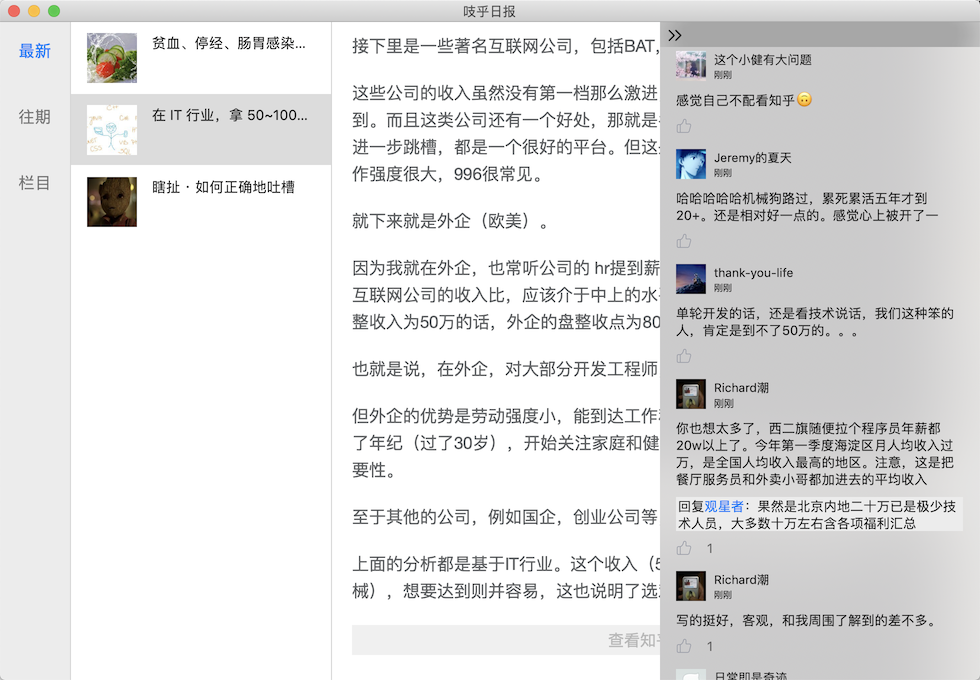 吱乎日报
最新
往期
栏目
贫血、停经、肠胃感染...
在 IT 行业，拿 50~100...
瞎扯 · 如何正确地吐槽
接下里是一些著名互联网公司，包括BAT，
这些公司的收入虽然没有第一档那么激进
到。而且这类公司还有一个好处，那就是
进一步跳槽，都是一个很好的平台。但这
作强度很大，996很常见。
就下来就是外企（欧美）。
因为我就在外企，也常听公司的 hr提到薪
互联网公司的收入比，应该介于中上的水
整收入为50万的话，外企的盘整收点为80
也就是说，在外企，对大部分开发工程师
但外企的优势是劳动强度小，能到达工作
了年纪（过了30岁），开始关注家庭和健
要性。
至于其他的公司，例如国企，创业公司等
上面的分析都是基于IT行业。这个收入（5
械），想要达到则并容易，这也说明了选
查看知乎
这个小健有大问题
刚刚
感觉自己不配看知乎🙃
Jeremy的夏天
刚刚
哈哈哈哈哈机械狗路过，累死累活五年才到
20+。还是相对好一点的。感觉心上被开了一
thank-you-life
刚刚
单轮开发的话，还是看技术说话，我们这种笨的
人，肯定是到不了50万的。。。
Richard潮
刚刚
你也想太多了，西二旗随便拉个程序员年薪都
20w以上了。今年第一季度海淀区月人均收入过
万，是全国人均收入最高的地区。注意，这是把
餐厅服务员和外卖小哥都加进去的平均收入
回复观星者：果然是北京内地二十万已是极少技
术人员，大多数十万左右含各项福利汇总
1
Richard潮
刚刚
写的挺好，客观，和我周围了解到的差不多。
1
日常即是奇迹